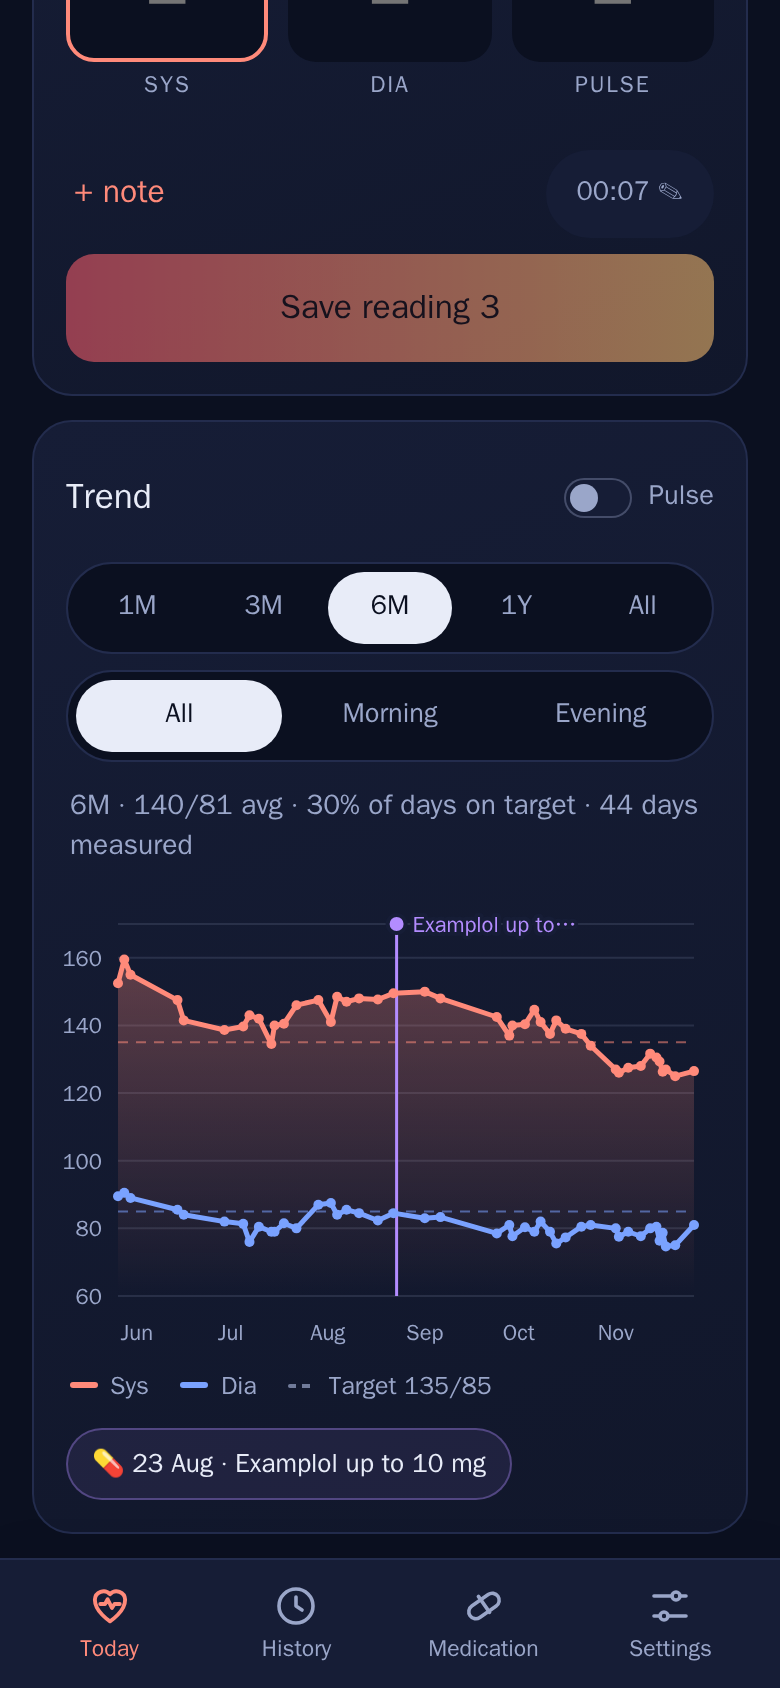 SYS
DIA
PULSE
+ note
00:07 ✎
Save reading 3
Trend
Pulse
1M
3M
6M
1Y
All
All
Morning
Evening
6M · 140/81 avg · 30% of days on target · 44 days
measured
Examplol up to⋯
160
140
120
100
80
60
Jun
Jul
Aug
Sep
Oct
Nov
Sys
Dia
Target 135/85
💊 23 Aug · Examplol up to 10 mg
Today
History
Medication
Settings